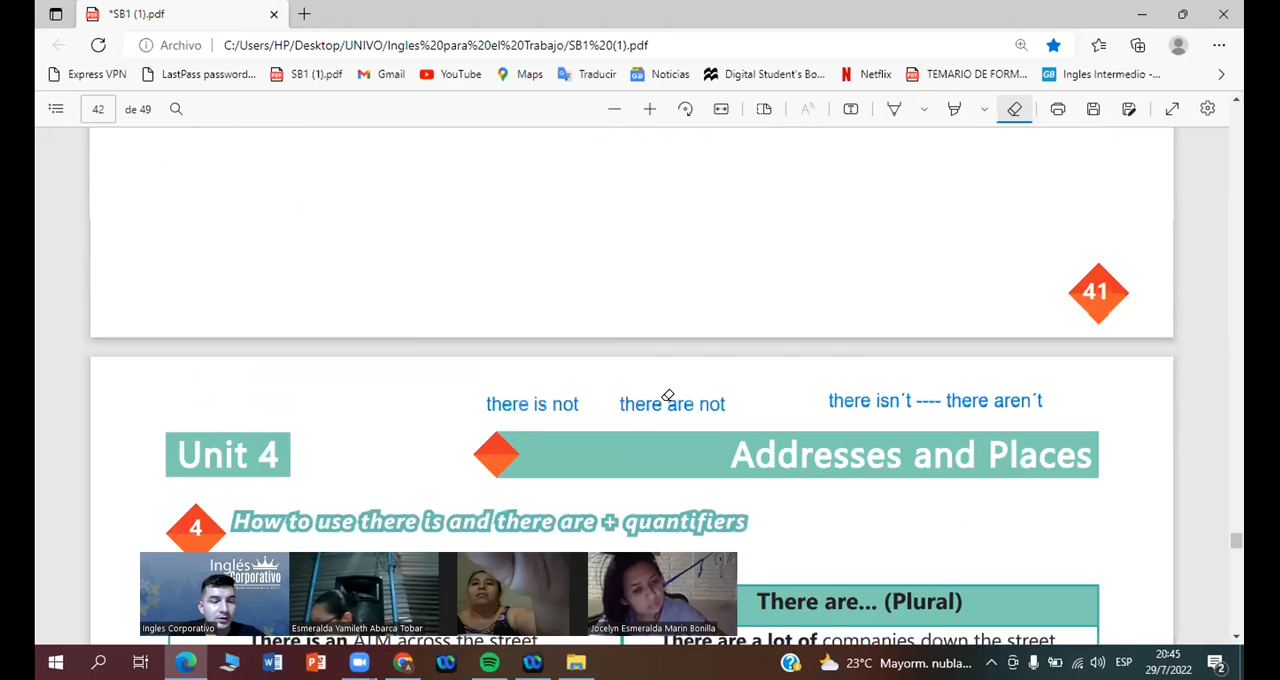 *SB1 (1).pdf
Archivo
C:/Users/HP/Desktop/UNIVO/Ingles%20para%20el%20Trabajo/SB1%20(1).pdf
Express VPN
LastPass password...
SB1 (1).pdf
Gmail
YouTube
Maps
Traducir
Noticias
Digital Student's Bo...
Netflix
TEMARIO DE FORM...
Ingles Intermedio -...
42
de 49
41
there is not
there are not
there isn´t ---- there aren´t
Unit 4
Addresses and Places
4
How to use there is and there are + quantifiers
There are... (Plural)
There is an ATM across the street
There are a lot of companies down the street
Inglés
Corporativo
Ingles Corporativo
Esmeralda Yamileth Abarca Tobar
Jocelyn Esmeralda Marin Bonilla
23°C Mayorm. nubla...
ESP
20:45
29/7/2022
2